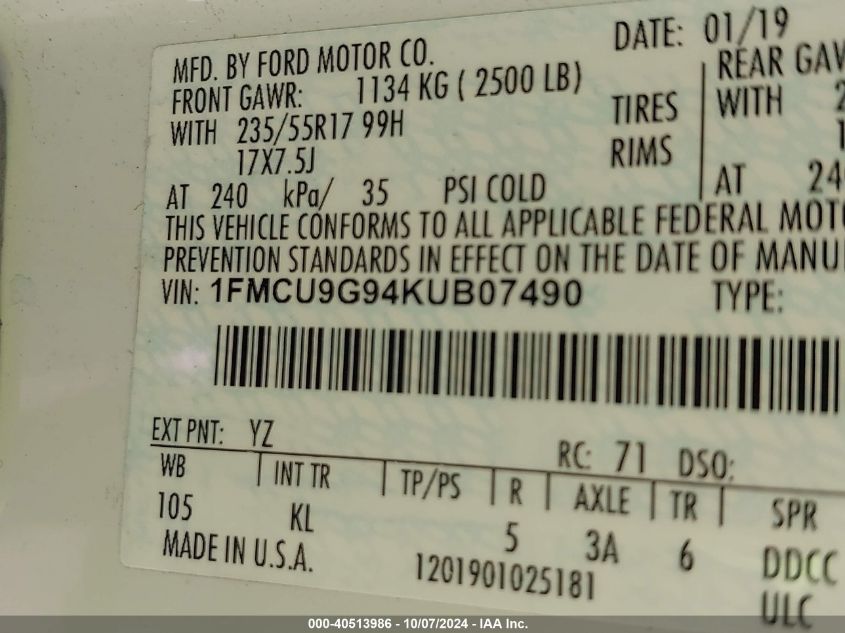 MFD. BY FORD MOTOR CO. DATE: 01/19
FRONT GAWR: 1134 KG ( 2500 LB) REAR
WITH 235/55R17 99H TIRES WITH
17X7.5J RIMS
AT 240 kPa/ 35 PSI COLD AT
THIS VEHICLE CONFORMS TO ALL APPLICABLE FEDERAL
PREVENTION STANDARDS IN EFFECT ON THE DATE OF
VIN: 1FMCU9G94KUB07490 TYPE:
EXT PNT: YZ RC: 71 DSO:
WB INT TR TP/PS R AXLE TR SPR
105 KL 5 3A 6 DDCC
MADE IN U.S.A. 1201901025181 ULC
000-40513986 - 10/07/2024 - IAA Inc.